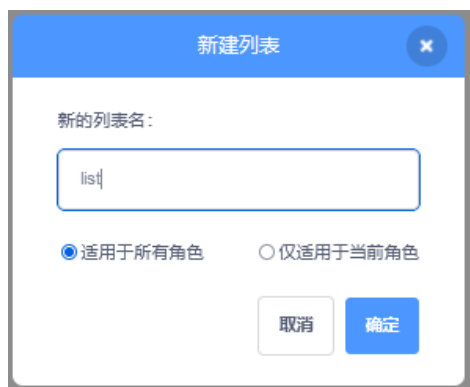 新建列表
新的列表名:
list
适用于所有角色 仅适用于当前角色
取消 确定